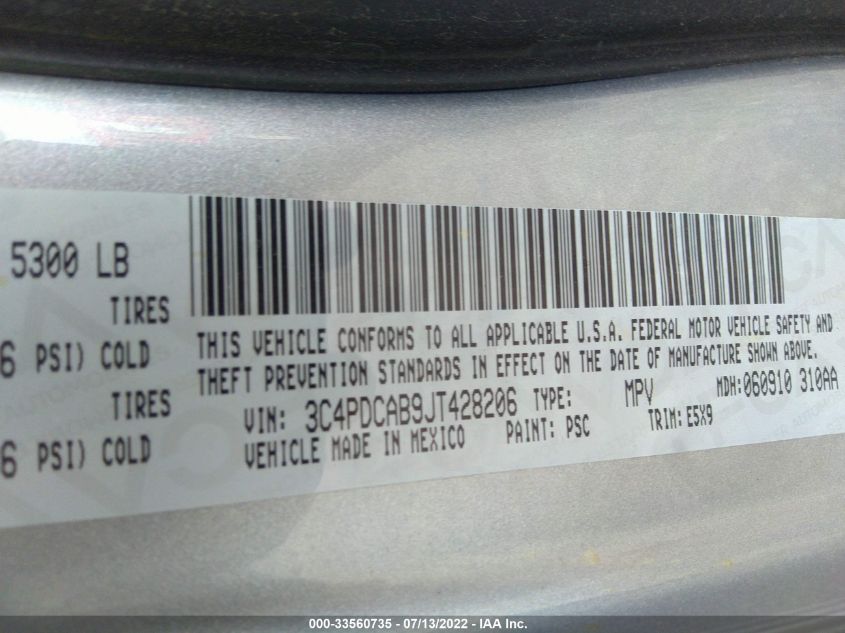 5300 LB
TIRES
6 PSI) COLD
TIRES
6 PSI) COLD
THIS VEHICLE CONFORMS TO ALL APPLICABLE U.S.A. FEDERAL MOTOR VEHICLE SAFETY AND
THEFT PREVENTION STANDARDS IN EFFECT ON THE DATE OF MANUFACTURE SHOWN ABOVE.
VIN: 3C4PDCAB9JT428206 TYPE: MPV MDH:060910 310AA
VEHICLE MADE IN MEXICO PAINT: PSC TRIM: E5X9
000-33560735 - 07/13/2022 - IAA Inc.